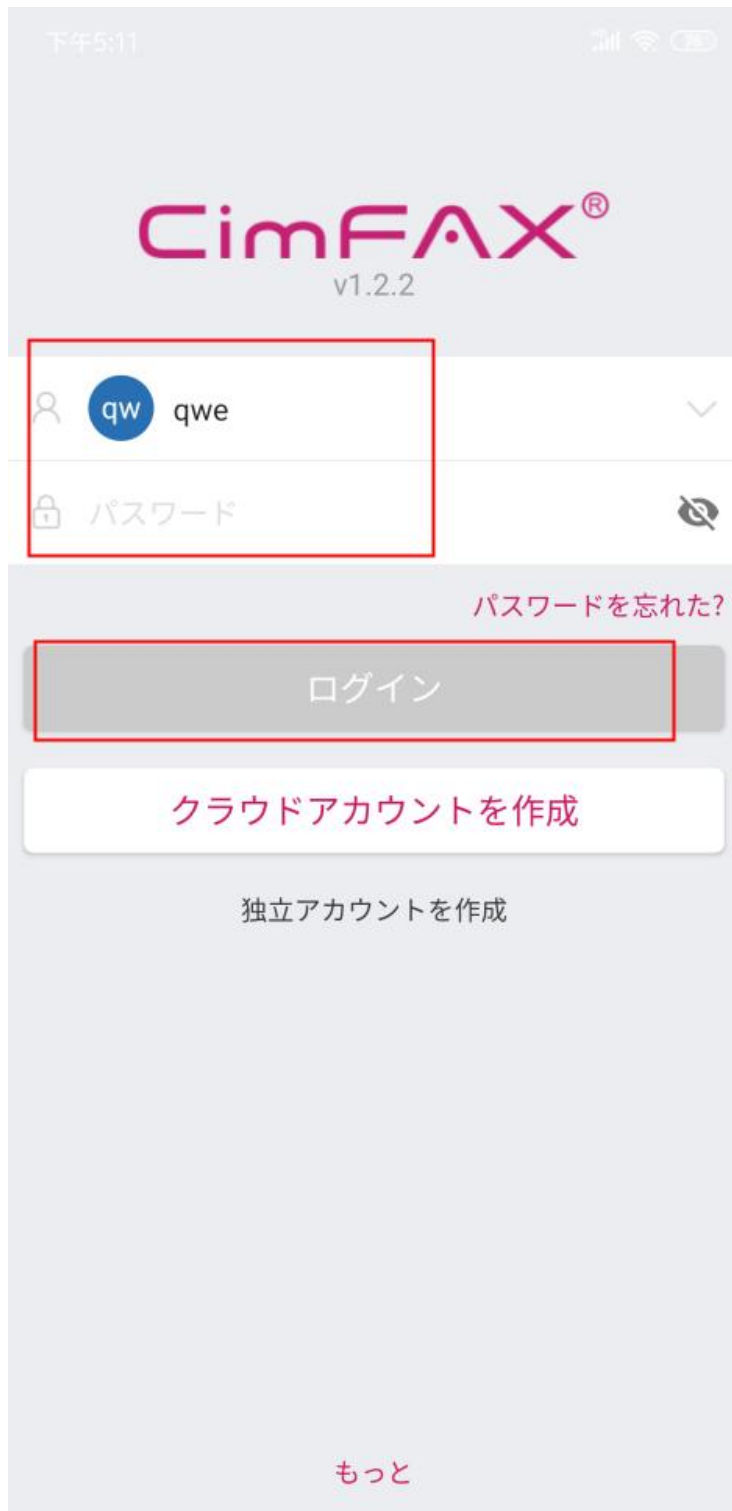 下午5:11
CimFAX®
v1.2.2
qw qwe
パスワード
パスワードを忘れた?
ログイン
クラウドアカウントを作成
独立アカウントを作成
もっと